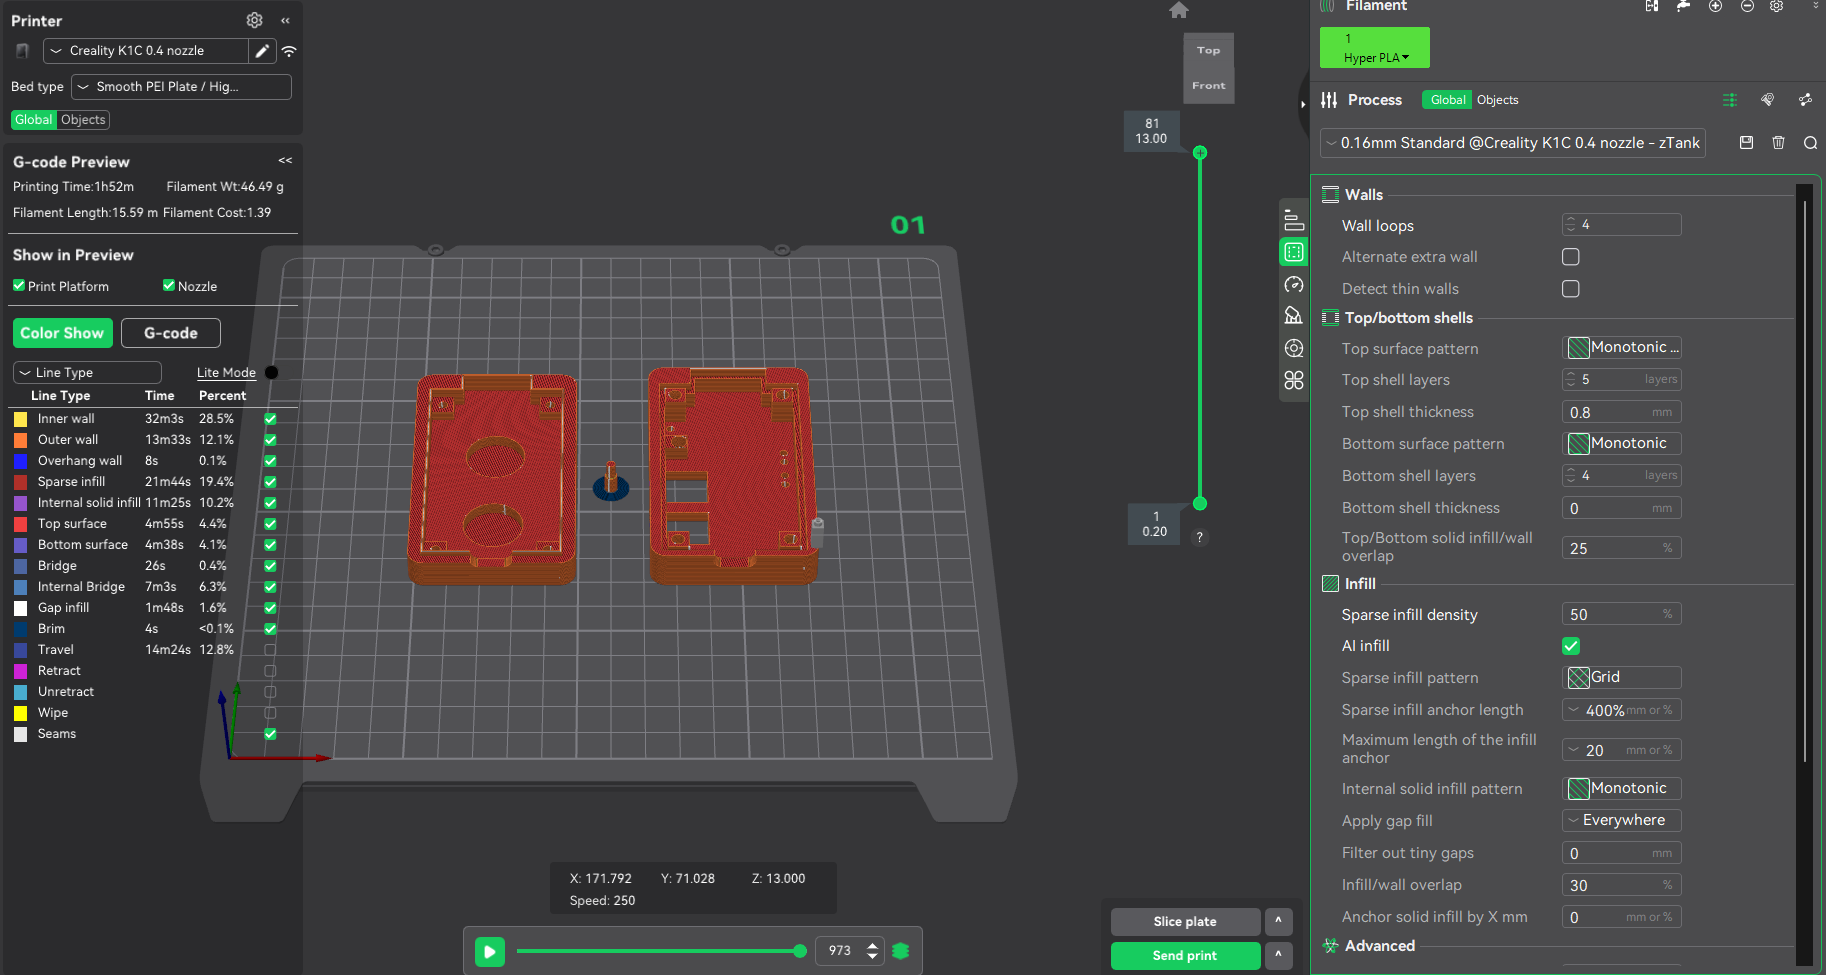 Printer
Creality K1C 0.4 nozzle
Bed type
Smooth PEI Plate / Hig...
Global
Objects
G-code Preview
<<
Printing Time:1h52m
Filament Wt:46.49 g
Filament Length:15.59 m
Filament Cost:1.39
Show in Preview
Print Platform
Nozzle
Color Show
G-code
Line Type
Lite Mode
Line Type Time Percent
Inner wall 32m3s 28.5%
Outer wall 13m33s 12.1%
Overhang wall 8s 0.1%
Sparse infill 21m44s 19.4%
Internal solid infill 11m25s 10.2%
Top surface 4m55s 4.4%
Bottom surface 4m38s 4.1%
Bridge 26s 0.4%
Internal Bridge 7m3s 6.3%
Gap infill 1m48s 1.6%
Brim 4s <0.1%
Travel 14m24s 12.8%
Retract
Unretract
Wipe
Seams
01
Top
Front
81
13.00
1
0.20
?
X: 171.792 Y: 71.028 Z: 13.000
Speed: 250
973
Slice plate
Send print
Filament
1
Hyper PLA
Process
Global
Objects
0.16mm Standard @Creality K1C 0.4 nozzle - zTank
Walls
Wall loops 4
Alternate extra wall
Detect thin walls
Top/bottom shells
Top surface pattern Monotonic ...
Top shell layers 5 layers
Top shell thickness 0.8 mm
Bottom surface pattern Monotonic
Bottom shell layers 4 layers
Bottom shell thickness 0 mm
Top/Bottom solid infill/wall
overlap 25 %
Infill
Sparse infill density 50 %
AI infill
Sparse infill pattern Grid
Sparse infill anchor length 400% mm or %
Maximum length of the infill
anchor 20 mm or %
Internal solid infill pattern Monotonic
Apply gap fill Everywhere
Filter out tiny gaps 0 mm
Infill/wall overlap 30 %
Anchor solid infill by X mm 0 mm or %
Advanced